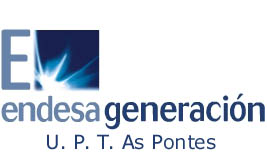 E
endesa generación
U. P. T. As Pontes